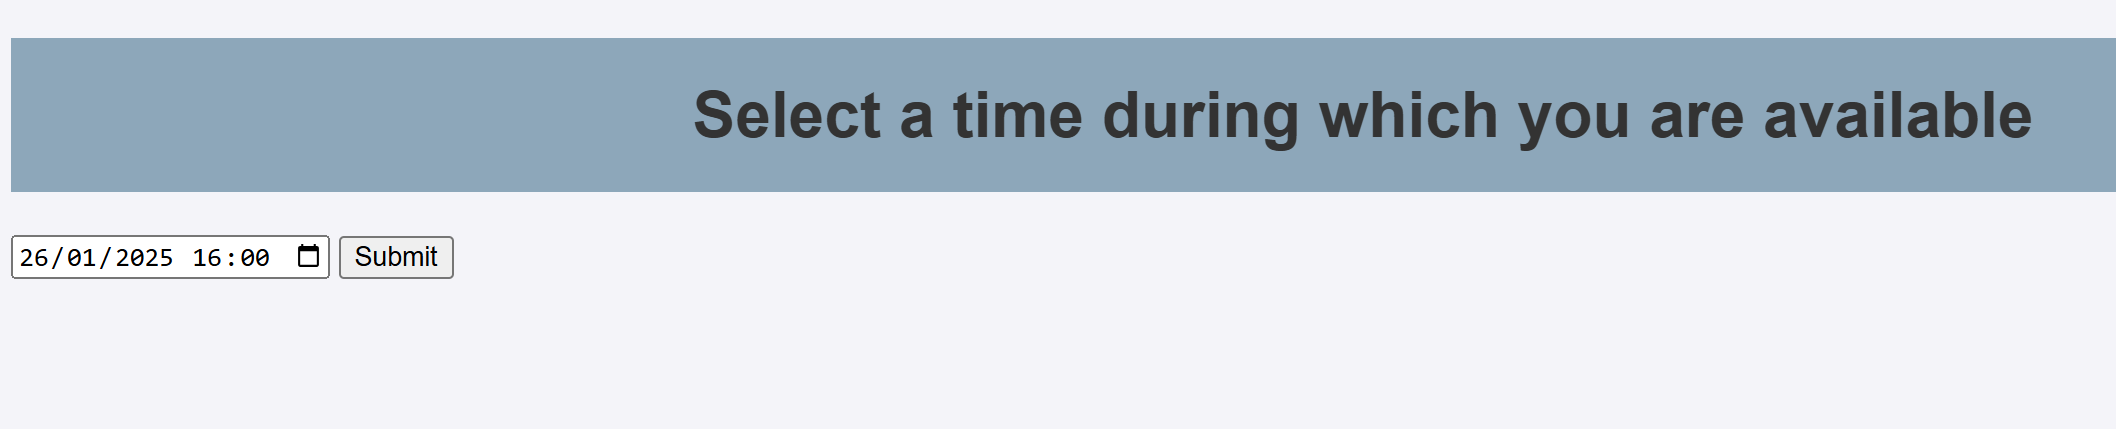 Select a time during which you are available
26/01/2025 16:00 Submit